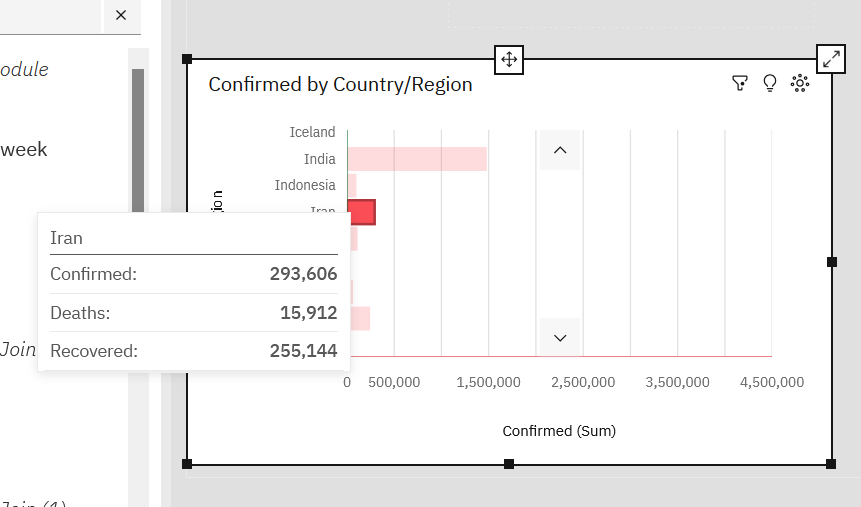 odule
week
Join
Confirmed by Country/Region
Iceland
India
Indonesia
Iran
Iran
Confirmed: 293,606
Deaths: 15,912
Recovered: 255,144
0 500,000 1,500,000 2,500,000 3,500,000 4,500,000
Confirmed (Sum)
Join (1)